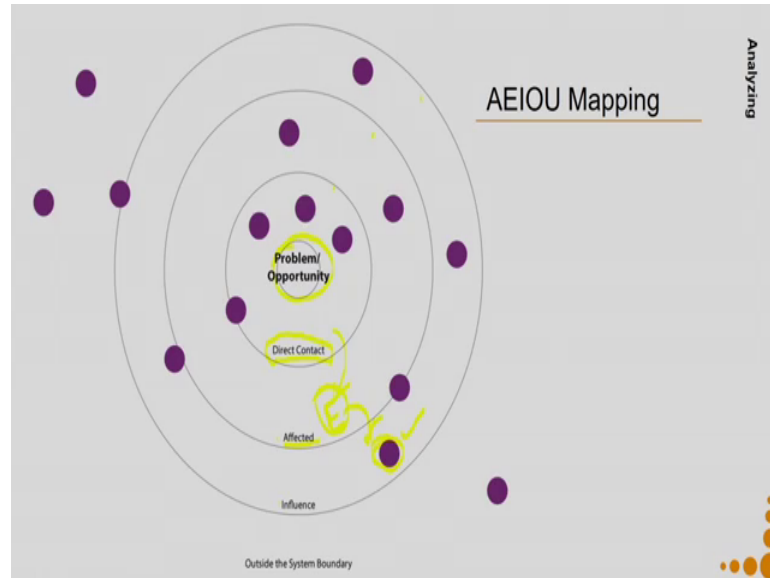 Analyzing
AEIOU Mapping
Problem/
Opportunity
Direct Contact
E
Affected
Influence
Outside the System Boundary